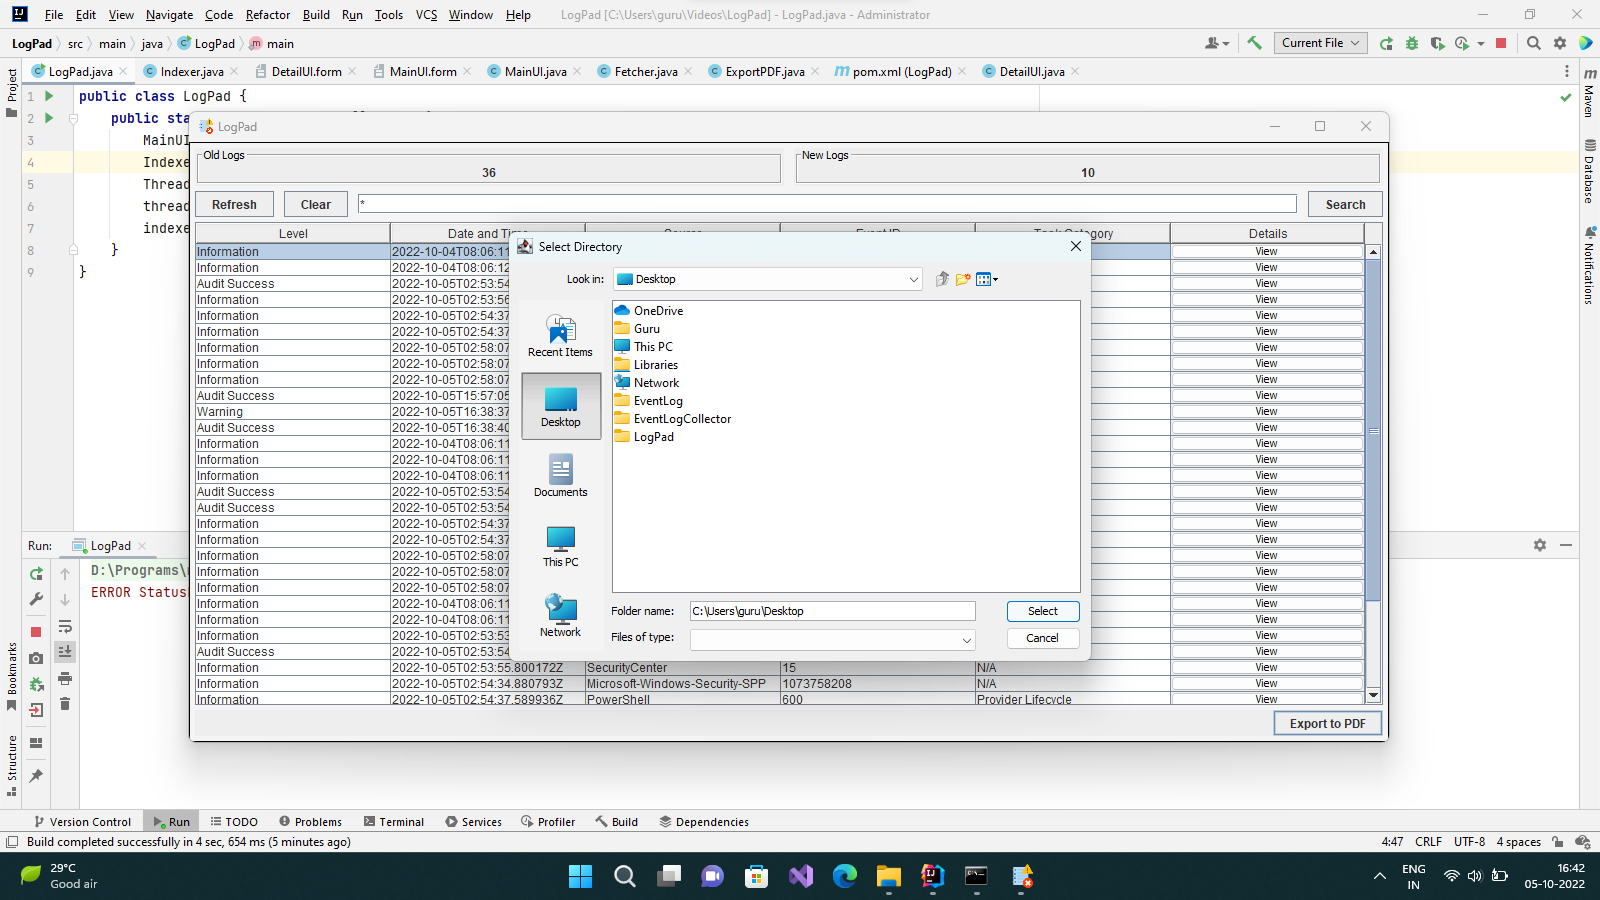 File Edit View Navigate Code Refactor Build Run Tools VCS Window Help LogPad [C:\Users\guru\Videos\LogPad] - LogPad.java - Administrator
LogPad src main java LogPad main Current File
LogPad.java Indexer.java DetailUI.form MainUI.form MainUI.java Fetcher.java ExportPDF.java pom.xml (LogPad) DetailUI.java
Project
Maven
Database
Notifications
1 public class LogPad {
2 public sta
3 MainUI
4 Indexe
5 Thread
6 thread
7 indexe
8 }
9 }
LogPad
Old Logs New Logs
36 10
Refresh Clear * Search
Level Date and Time Source EventID Task Category Details
Information 2022-10-04T08:06:11 View
Information 2022-10-04T08:06:12 View
Audit Success 2022-10-05T02:53:54 View
Information 2022-10-05T02:53:56 View
Information 2022-10-05T02:54:37 View
Information 2022-10-05T02:54:37 View
Information 2022-10-05T02:58:07 View
Information 2022-10-05T02:58:07 View
Information 2022-10-05T02:58:07 View
Audit Success 2022-10-05T15:57:05 View
Warning 2022-10-05T16:38:37 View
Audit Success 2022-10-05T16:38:40 View
Information 2022-10-04T08:06:11 View
Information 2022-10-04T08:06:11 View
Information 2022-10-04T08:06:11 View
Audit Success 2022-10-05T02:53:54 View
Audit Success 2022-10-05T02:53:54 View
Information 2022-10-05T02:54:37 View
Information 2022-10-05T02:54:37 View
Information 2022-10-05T02:58:07 View
Information 2022-10-05T02:58:07 View
Information 2022-10-05T02:58:07 View
Information 2022-10-04T08:06:11 View
Information 2022-10-04T08:06:11 View
Information 2022-10-05T02:53:53 View
Audit Success 2022-10-05T02:53:54 View
Information 2022-10-05T02:53:55.800172Z SecurityCenter 15 N/A View
Information 2022-10-05T02:54:34.880793Z Microsoft-Windows-Security-SPP 1073758208 N/A View
Information 2022-10-05T02:54:37.589936Z PowerShell 600 Provider Lifecycle View
Export to PDF
Select Directory
Look in: Desktop
Recent Items
Desktop
Documents
This PC
Network
OneDrive
Guru
This PC
Libraries
Network
EventLog
EventLogCollector
LogPad
Folder name: C:\Users\guru\Desktop Select
Files of type: Cancel
Run: LogPad
D:\Programs\
ERROR Status
Bookmarks
Structure
Version Control Run TODO Problems Terminal Services Profiler Build Dependencies
Build completed successfully in 4 sec, 654 ms (5 minutes ago) 4:47 CRLF UTF-8 4 spaces
29°C
Good air
ENG
IN
16:42
05-10-2022